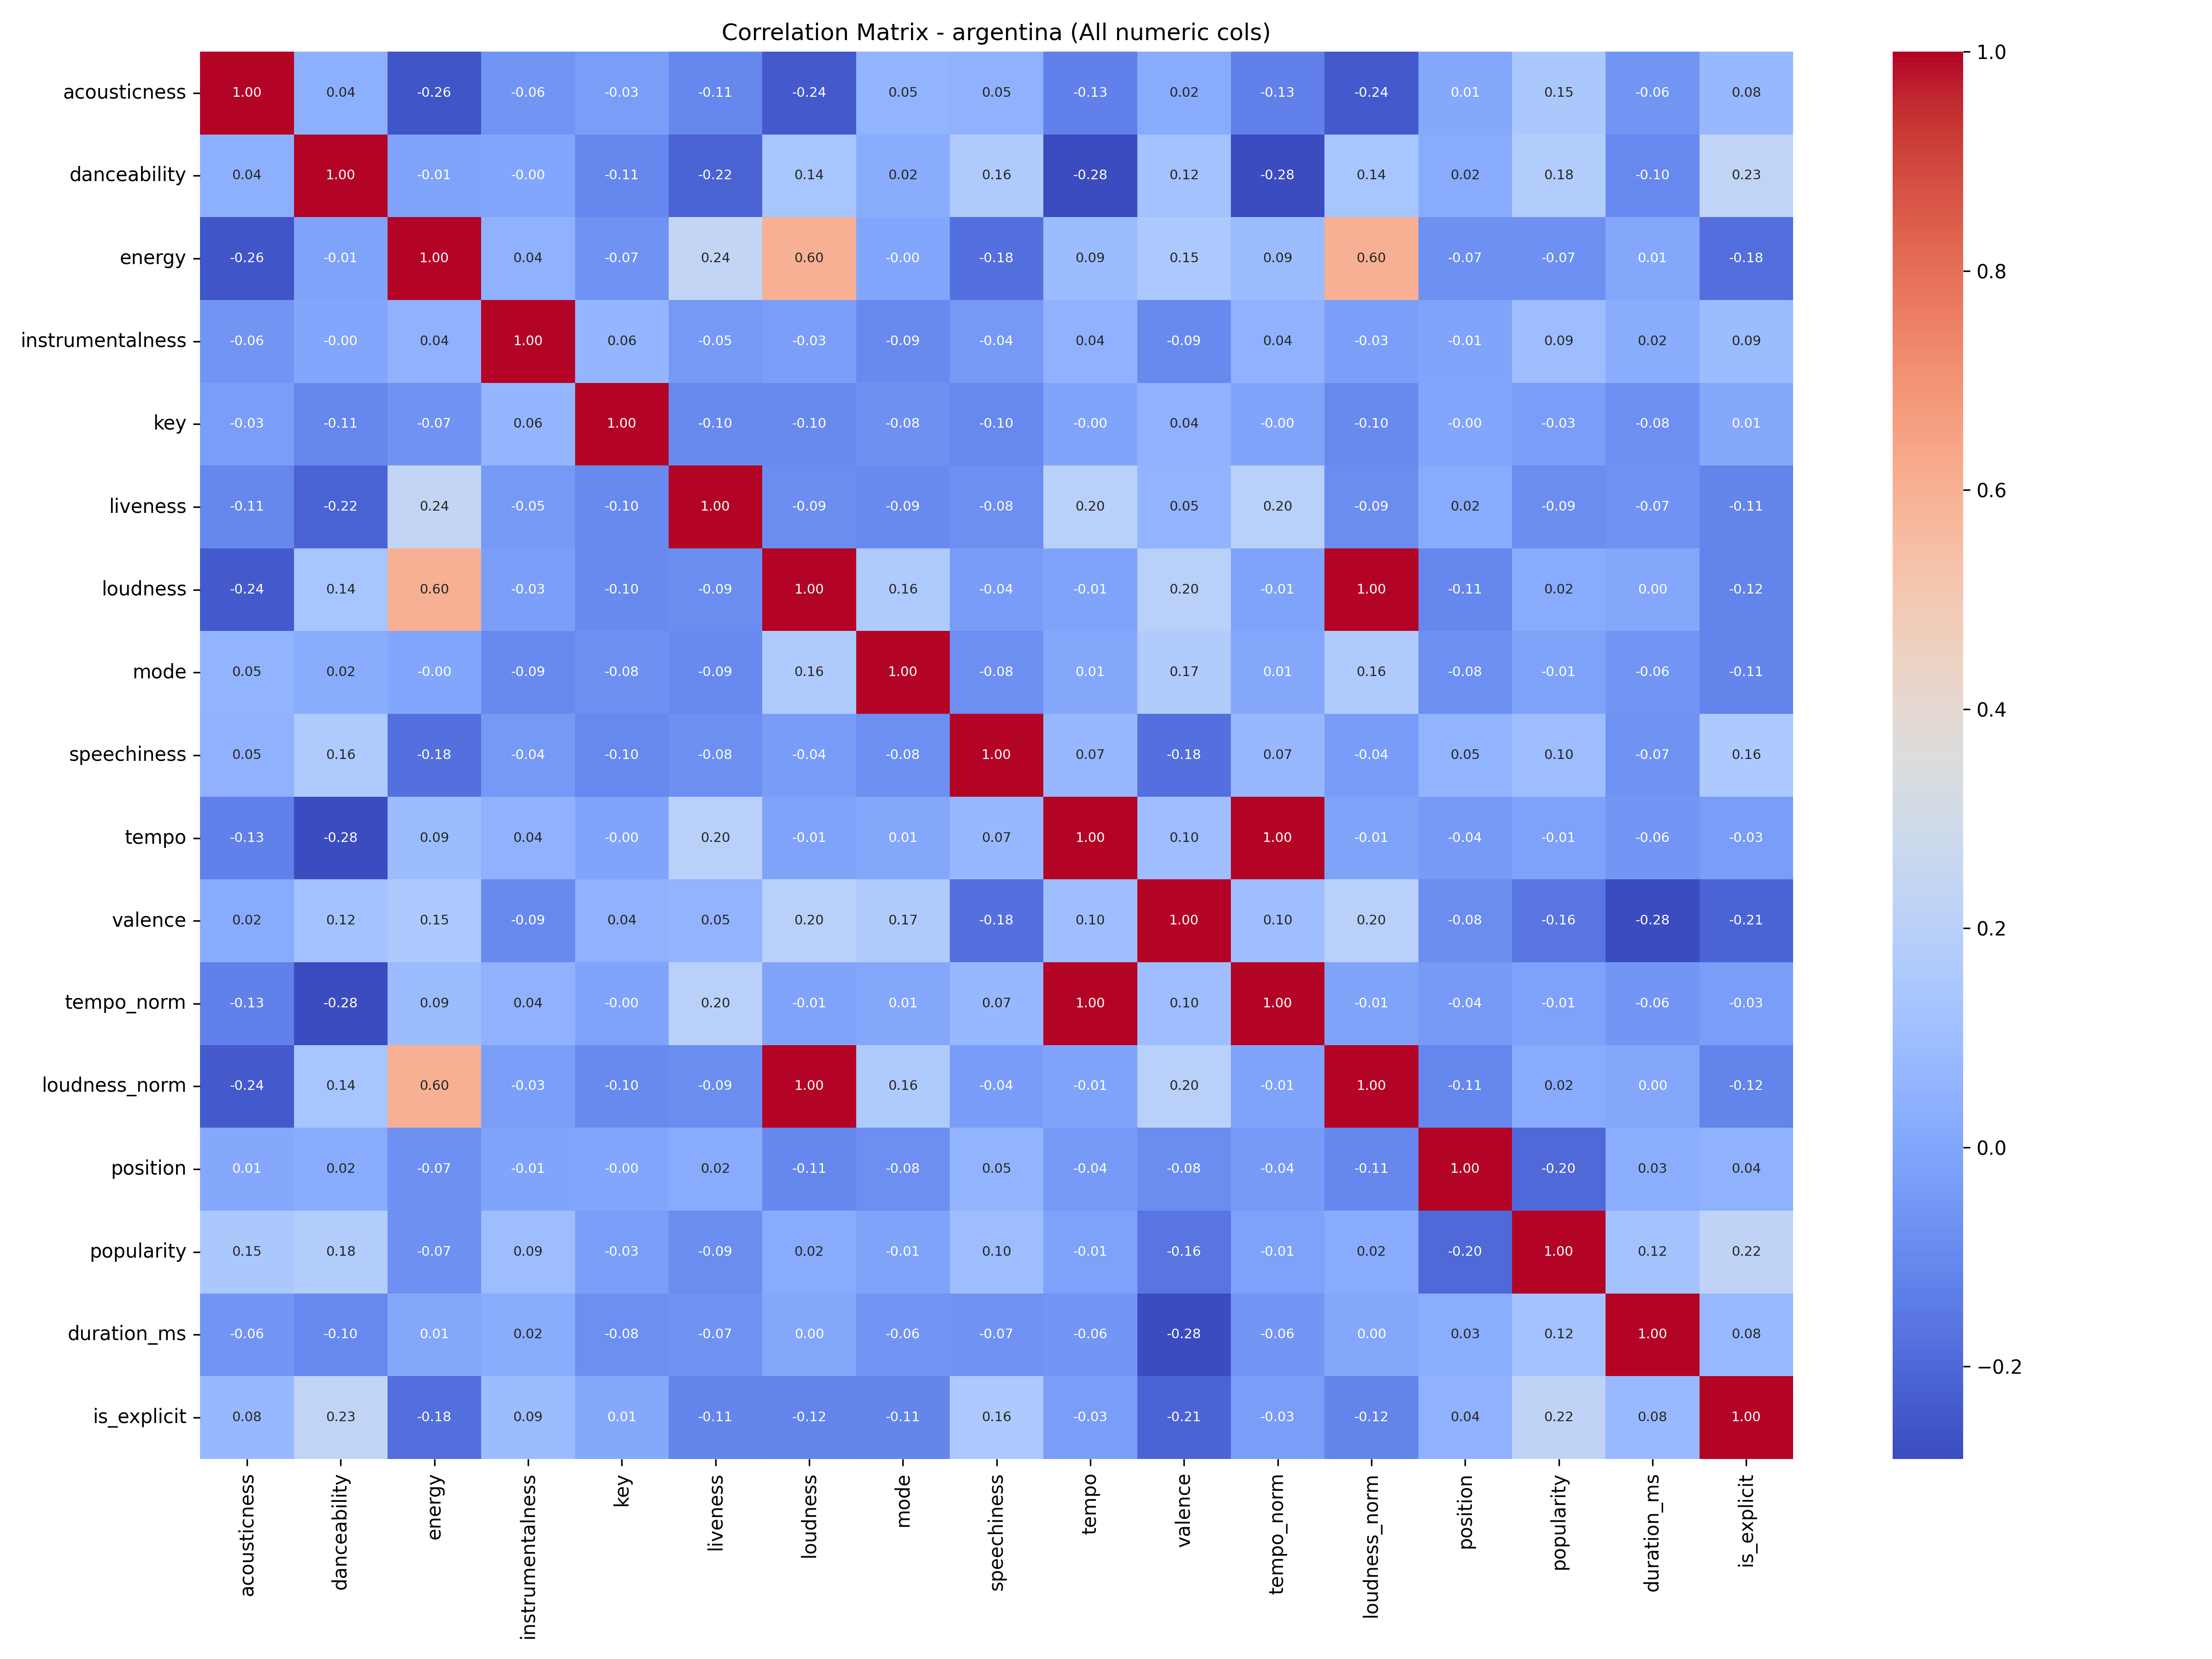 Correlation Matrix - argentina (All numeric cols)
acousticness 1.00 0.04 -0.26 -0.06 -0.03 -0.11 -0.24 0.05 0.05 -0.13 0.02 -0.13 -0.24 0.01 0.15 -0.06 0.08
danceability 0.04 1.00 -0.01 -0.00 -0.11 -0.22 0.14 0.02 0.16 -0.28 0.12 -0.28 0.14 0.02 0.18 -0.10 0.23
energy -0.26 -0.01 1.00 0.04 -0.07 0.24 0.60 -0.00 -0.18 0.09 0.15 0.09 0.60 -0.07 -0.07 0.01 -0.18
instrumentalness -0.06 -0.00 0.04 1.00 0.06 -0.05 -0.03 -0.09 -0.04 0.04 -0.09 0.04 -0.03 -0.01 0.09 0.02 0.09
key -0.03 -0.11 -0.07 0.06 1.00 -0.10 -0.10 -0.08 -0.10 -0.00 0.04 -0.00 -0.10 -0.00 -0.03 -0.08 0.01
liveness -0.11 -0.22 0.24 -0.05 -0.10 1.00 -0.09 -0.09 -0.08 0.20 0.05 0.20 -0.09 0.02 -0.09 -0.07 -0.11
loudness -0.24 0.14 0.60 -0.03 -0.10 -0.09 1.00 0.16 -0.04 -0.01 0.20 -0.01 1.00 -0.11 0.02 0.00 -0.12
mode 0.05 0.02 -0.00 -0.09 -0.08 -0.09 0.16 1.00 -0.08 0.01 0.17 0.01 0.16 -0.08 -0.01 -0.06 -0.11
speechiness 0.05 0.16 -0.18 -0.04 -0.10 -0.08 -0.04 -0.08 1.00 0.07 -0.18 0.07 -0.04 0.05 0.10 -0.07 0.16
tempo -0.13 -0.28 0.09 0.04 -0.00 0.20 -0.01 0.01 0.07 1.00 0.10 1.00 -0.01 -0.04 -0.01 -0.06 -0.03
valence 0.02 0.12 0.15 -0.09 0.04 0.05 0.20 0.17 -0.18 0.10 1.00 0.10 0.20 -0.08 -0.16 -0.28 -0.21
tempo_norm -0.13 -0.28 0.09 0.04 -0.00 0.20 -0.01 0.01 0.07 1.00 0.10 1.00 -0.01 -0.04 -0.01 -0.06 -0.03
loudness_norm -0.24 0.14 0.60 -0.03 -0.10 -0.09 1.00 0.16 -0.04 -0.01 0.20 -0.01 1.00 -0.11 0.02 0.00 -0.12
position 0.01 0.02 -0.07 -0.01 -0.00 0.02 -0.11 -0.08 0.05 -0.04 -0.08 -0.04 -0.11 1.00 -0.20 0.03 0.04
popularity 0.15 0.18 -0.07 0.09 -0.03 -0.09 0.02 -0.01 0.10 -0.01 -0.16 -0.01 0.02 -0.20 1.00 0.12 0.22
duration_ms -0.06 -0.10 0.01 0.02 -0.08 -0.07 0.00 -0.06 -0.07 -0.06 -0.28 -0.06 0.00 0.03 0.12 1.00 0.08
is_explicit 0.08 0.23 -0.18 0.09 0.01 -0.11 -0.12 -0.11 0.16 -0.03 -0.21 -0.03 -0.12 0.04 0.22 0.08 1.00
acousticness
danceability
energy
instrumentalness
key
liveness
loudness
mode
speechiness
tempo
valence
tempo_norm
loudness_norm
position
popularity
duration_ms
is_explicit
1.0
0.8
0.6
0.4
0.2
0.0
−0.2